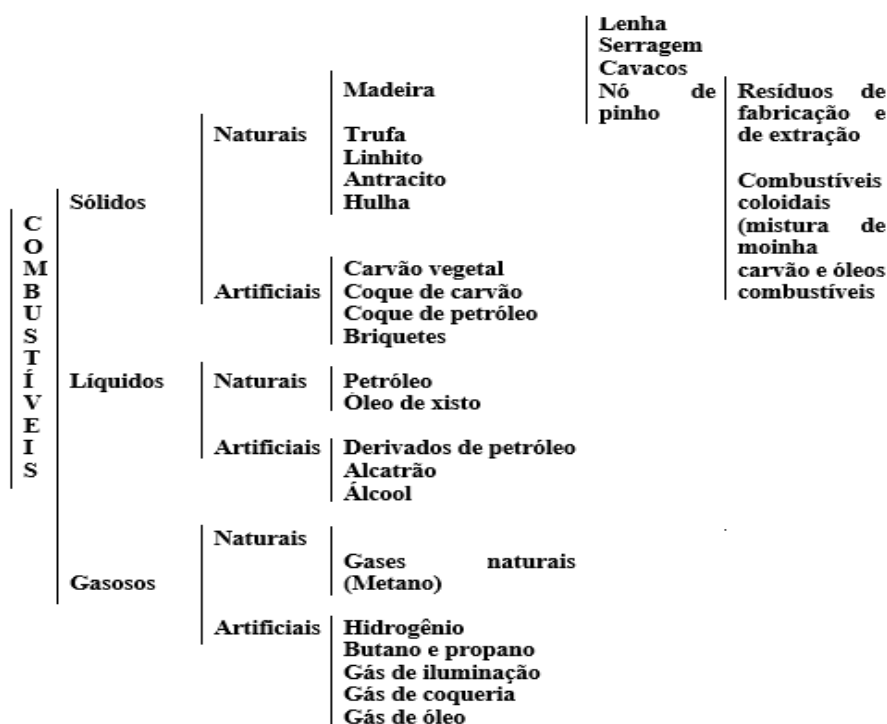 COMBUSTÍVEIS
Sólidos
Naturais
Madeira
Lenha
Serragem
Cavacos
Nó de
pinho
Resíduos de
fabricação e
de extração
Combustíveis
coloidais
(mistura de
moinha
carvão e óleos
combustíveis
Trufa
Linhito
Antracito
Hulha
Artificiais
Carvão vegetal
Coque de carvão
Coque de petróleo
Briquetes
Líquidos
Naturais
Petróleo
Óleo de xisto
Artificiais
Derivados de petróleo
Alcatrão
Álcool
Gasosos
Naturais
Gases naturais
(Metano)
Artificiais
Hidrogênio
Butano e propano
Gás de iluminação
Gás de coqueria
Gás de óleo